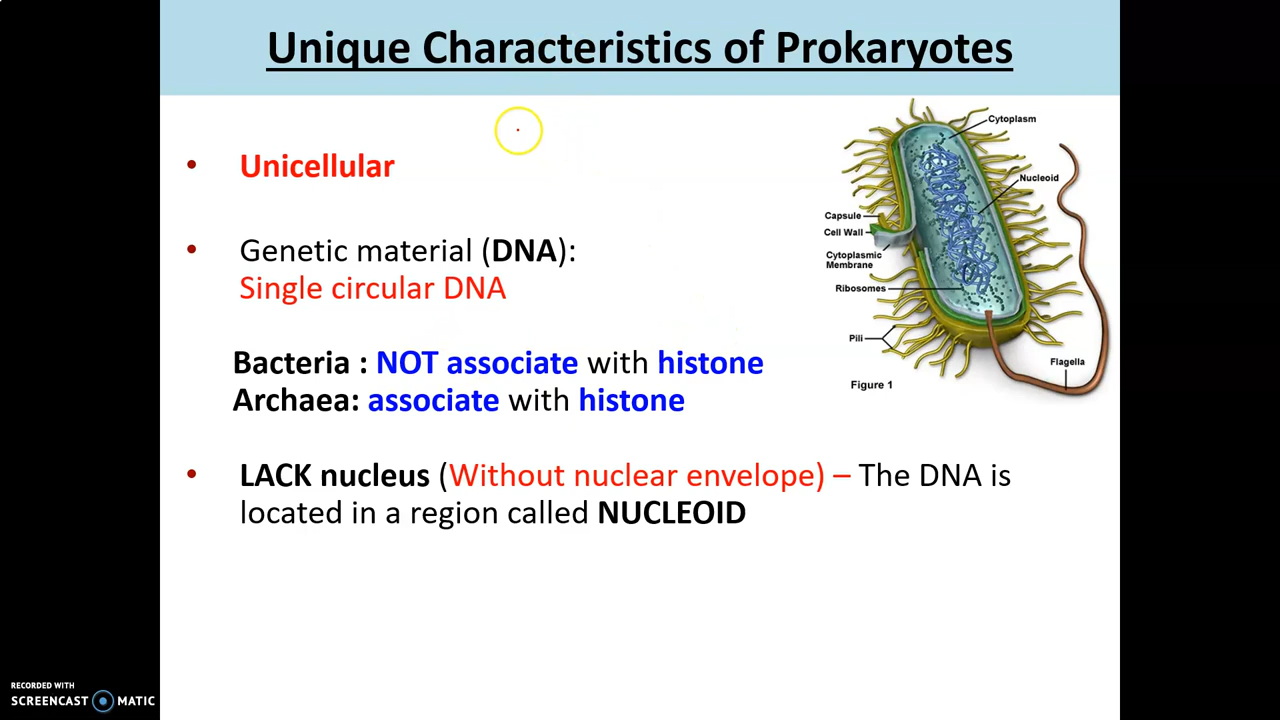 Unique Characteristics of Prokaryotes
• Unicellular
• Genetic material (DNA):
Single circular DNA
Bacteria : NOT associate with histone
Archaea: associate with histone
• LACK nucleus (Without nuclear envelope) – The DNA is
located in a region called NUCLEOID
Cytoplasm
Nucleoid
Capsule
Cell Wall
Cytoplasmic
Membrane
Ribosomes
Pili
Flagella
Figure 1
RECORDED WITH
SCREENCAST MATIC